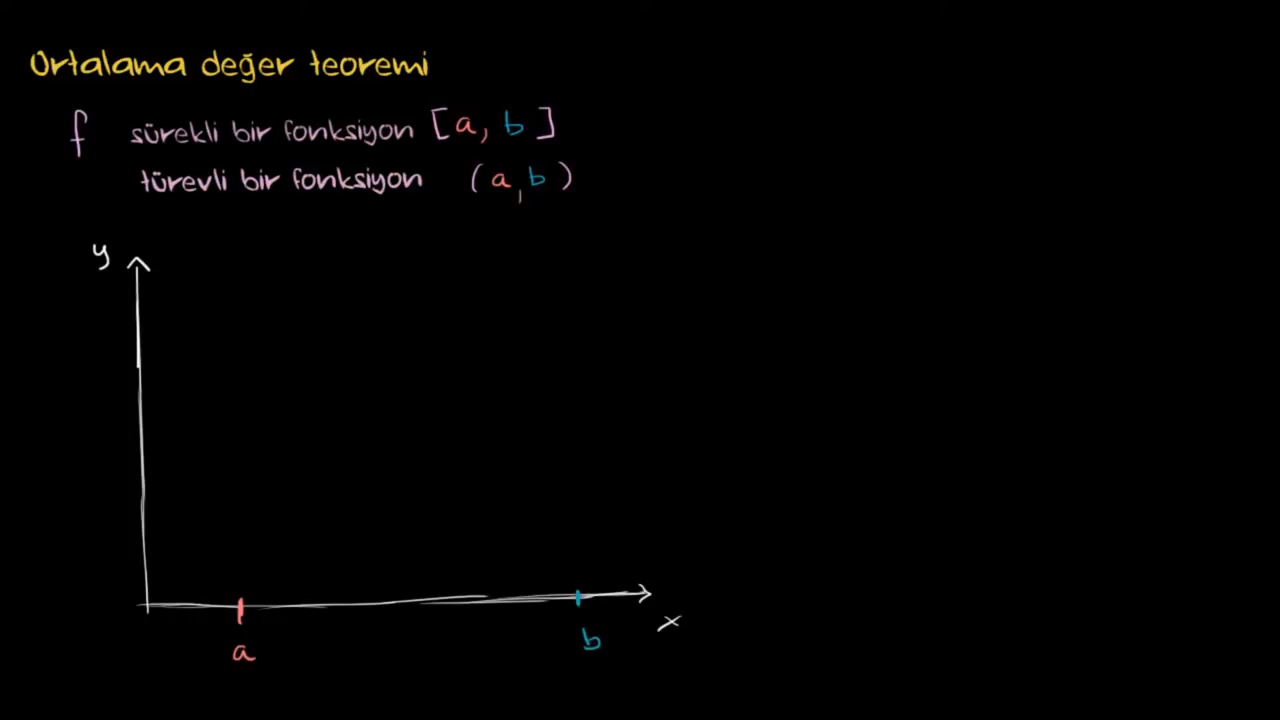 Ortalama değer teoremi
f sürekli bir fonksiyon [a, b]
türevli bir fonksiyon (a, b)
y
x
a
b